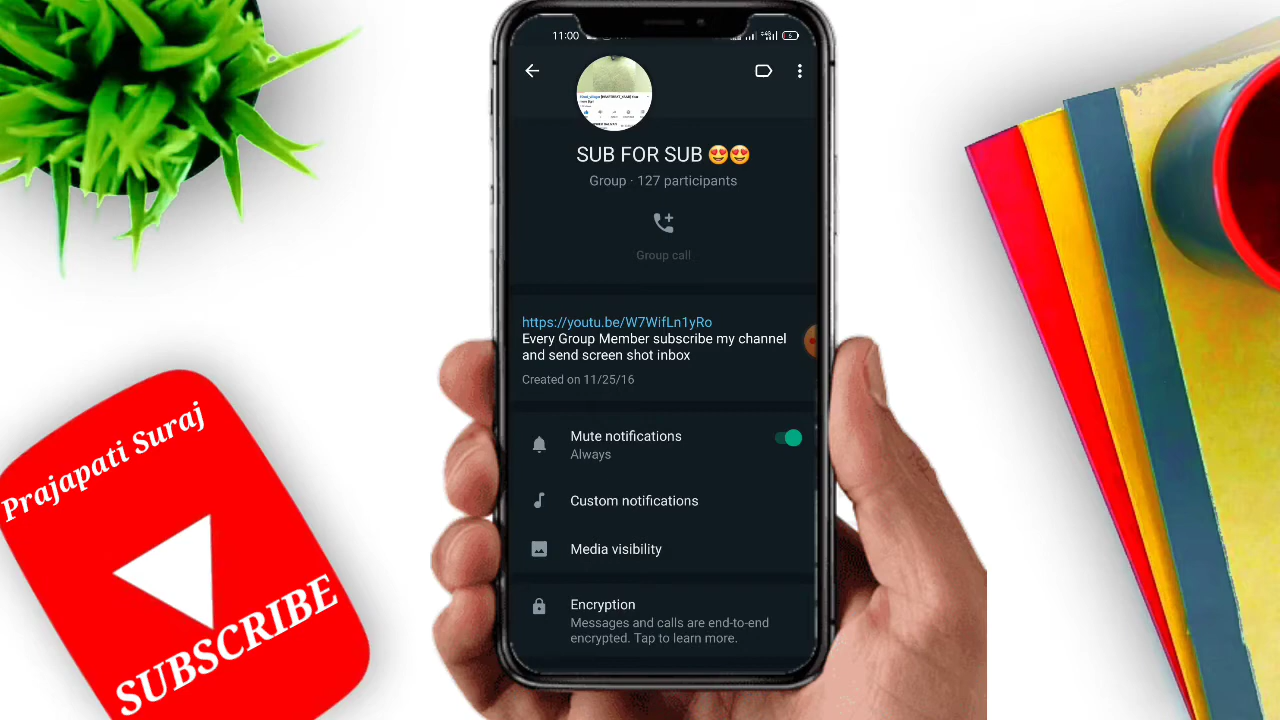 11:00
SUB FOR SUB 😍😍
Group · 127 participants
Group call
https://youtu.be/W7WifLn1yRo
Every Group Member subscribe my channel
and send screen shot inbox
Created on 11/25/16
Mute notifications
Always
Custom notifications
Media visibility
Encryption
Messages and calls are end-to-end
encrypted. Tap to learn more.
Prajapati Suraj
SUBSCRIBE